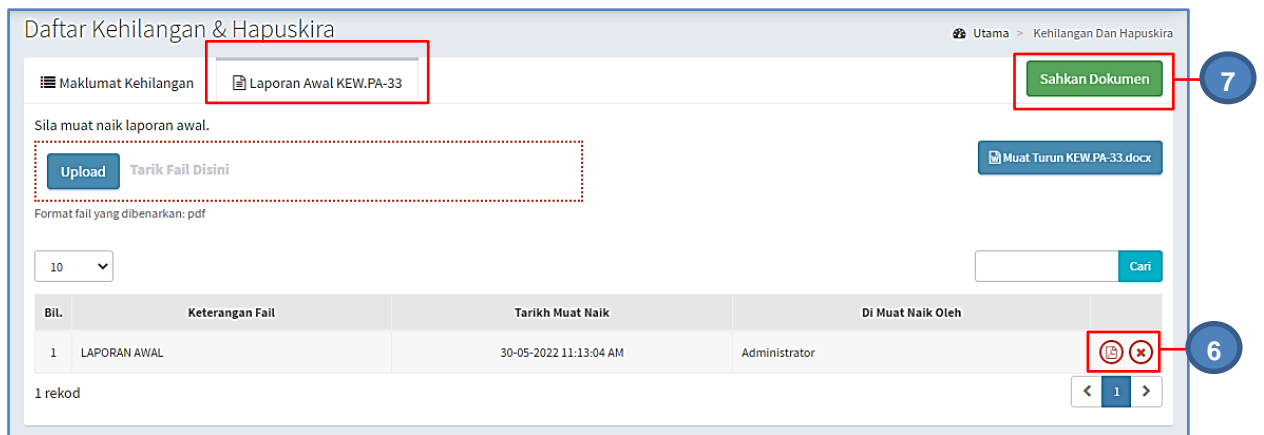 Daftar Kehilangan & Hapuskira
Utama > Kehilangan Dan Hapuskira
Maklumat Kehilangan Laporan Awal KEW.PA-33 Sahkan Dokumen 7
Sila muat naik laporan awal.
Upload Tarik Fail Disini Muat Turun KEW.PA-33.docx
Format fail yang dibenarkan: pdf
10 Cari
Bil. Keterangan Fail Tarikh Muat Naik Di Muat Naik Oleh
1 LAPORAN AWAL 30-05-2022 11:13:04 AM Administrator 6
1 rekod < 1 >